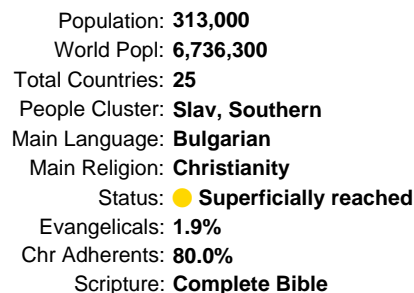 Population: 313,000
World Popl: 6,736,300
Total Countries: 25
People Cluster: Slav, Southern
Main Language: Bulgarian
Main Religion: Christianity
Status: Superficially reached
Evangelicals: 1.9%
Chr Adherents: 80.0%
Scripture: Complete Bible